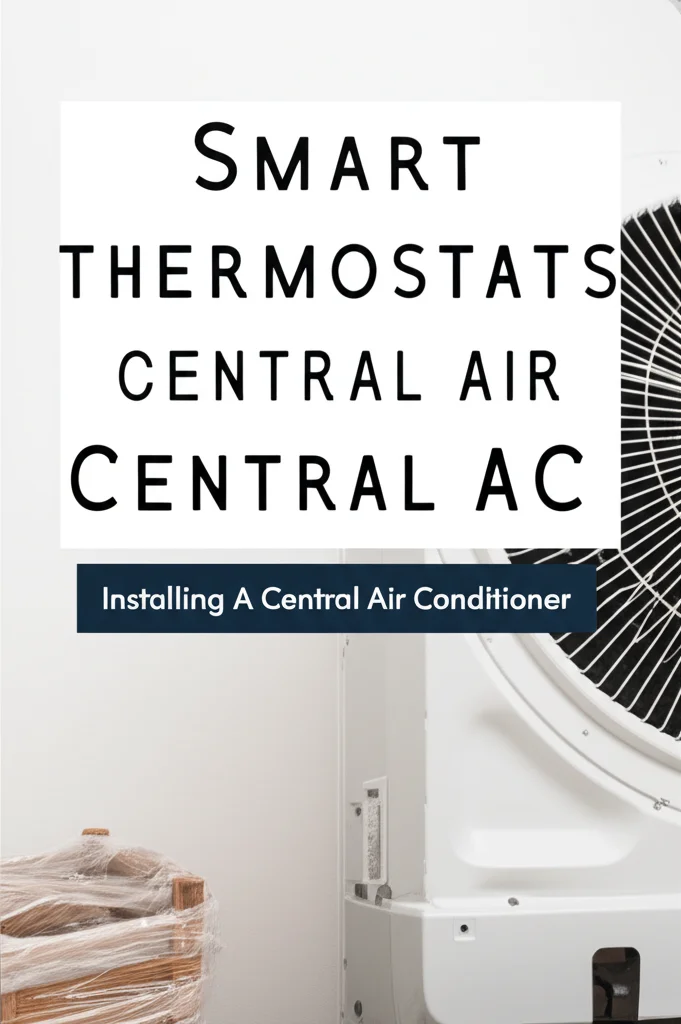 Smart
thermostats
central air
Central AC
Installing A Central Air Conditioner